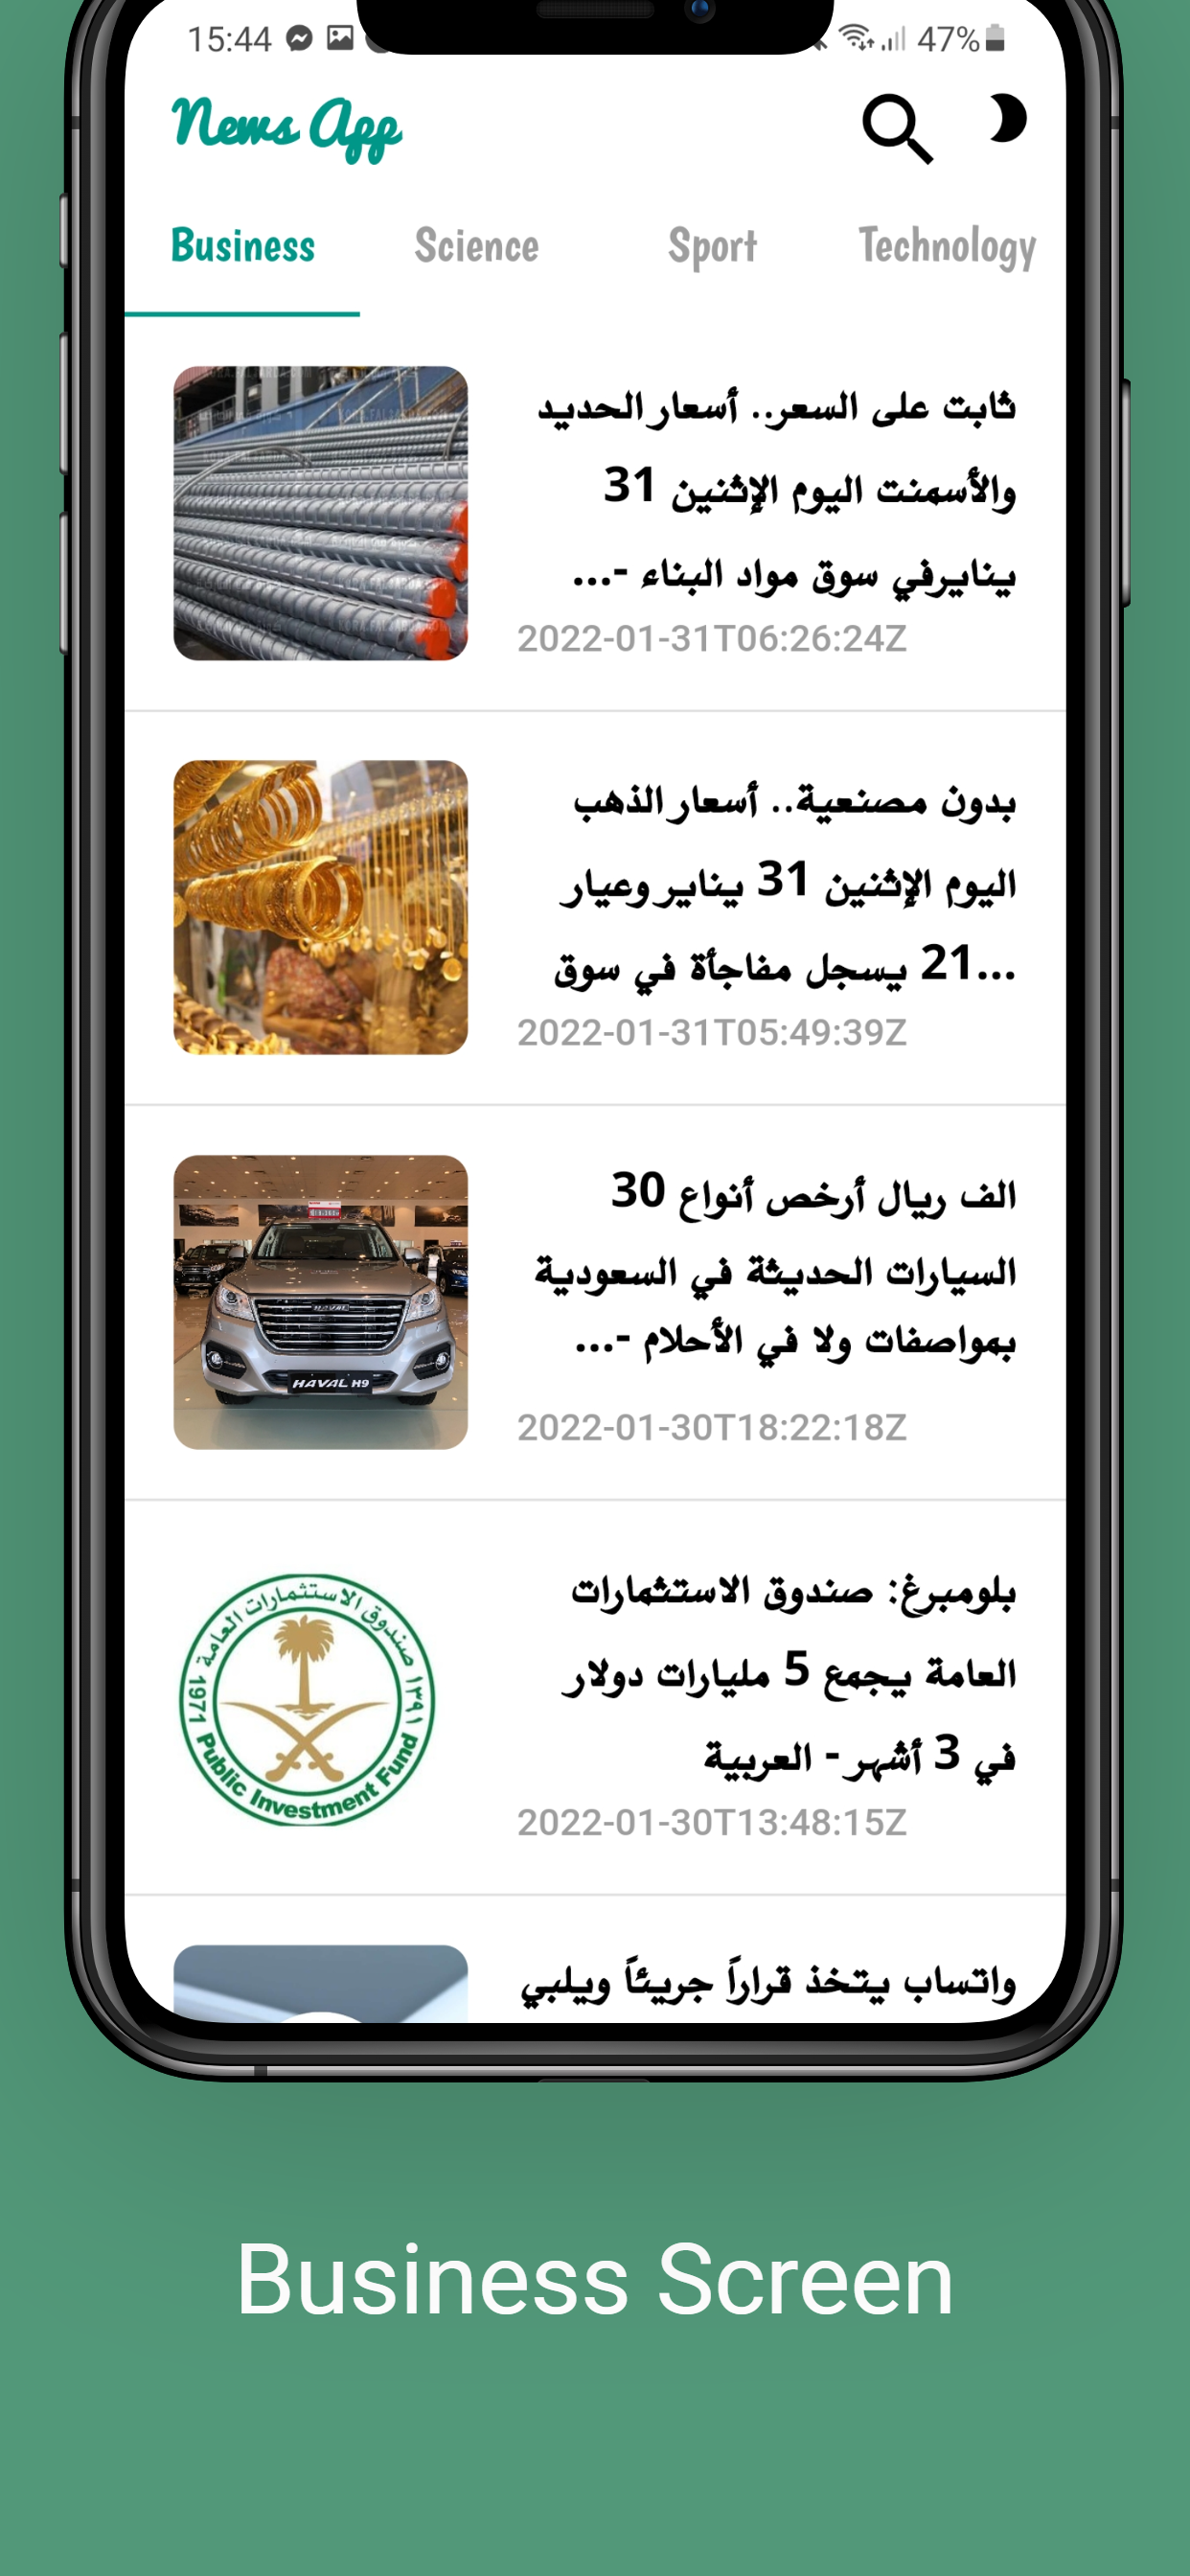 15:44
47%
News App
Business Science Sport Technology
ثابت على السعر.. أسعار الحديد
والأسمنت اليوم الإثنين 31
ينايرفي سوق مواد البناء -...
2022-01-31T06:26:24Z
بدون مصنعية.. أسعار الذهب
اليوم الإثنين 31 يناير وعيار
21 يسجل مفاجأة في سوق...
2022-01-31T05:49:39Z
30 الف ريال أرخص أنواع
السيارات الحديثة في السعودية
بمواصفات ولا في الأحلام -...
HAVAL
HAVAL H9
2022-01-30T18:22:18Z
بلومبرغ: صندوق الاستثمارات
العامة يجمع 5 مليارات دولار
في 3 أشهر - العربية
صندوق الاستثمارات العامة
١٣٩١
1971
Public Investment Fund
2022-01-30T13:48:15Z
واتساب يتخذ قراراً جريئاً ويلبي
Business Screen